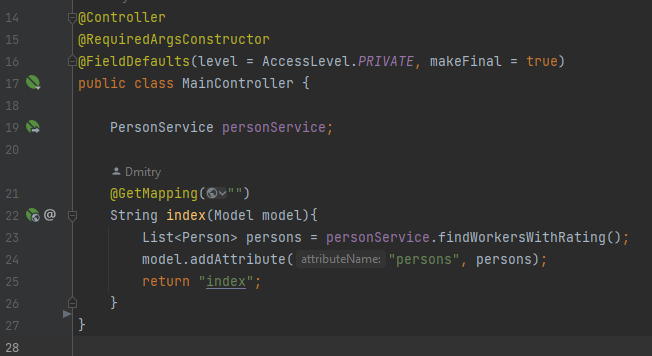 14 @Controller
15 @RequiredArgsConstructor
16 @FieldDefaults(level = AccessLevel.PRIVATE, makeFinal = true)
17 public class MainController {
18
19 PersonService personService;
20
Dmitry
21 @GetMapping("")
22 @ String index(Model model){
23 List<Person> persons = personService.findWorkersWithRating();
24 model.addAttribute( attributeName: "persons", persons);
25 return "index";
26 }
27 }
28